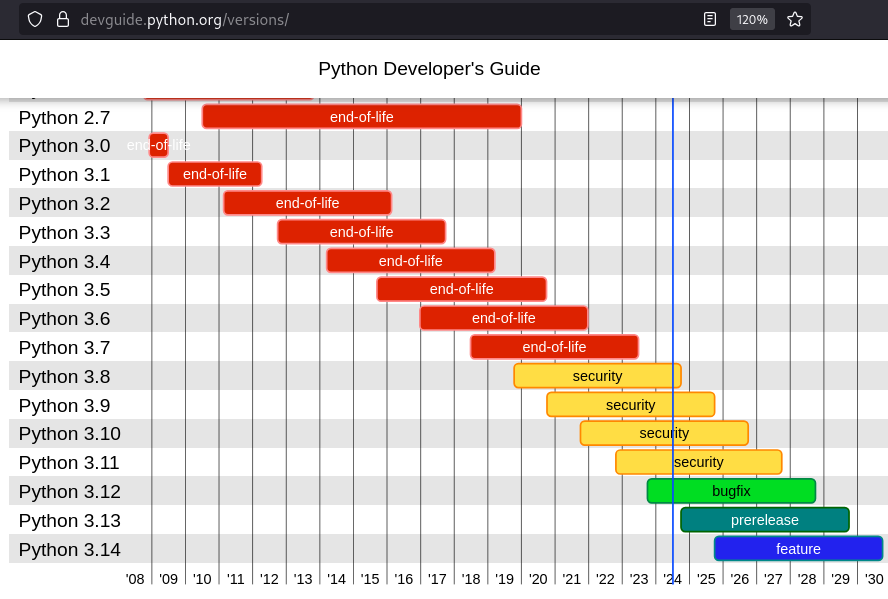 devguide.python.org/versions/
120%
Python Developer's Guide
Python 2.7 end-of-life
Python 3.0 end-of-life
Python 3.1 end-of-life
Python 3.2 end-of-life
Python 3.3 end-of-life
Python 3.4 end-of-life
Python 3.5 end-of-life
Python 3.6 end-of-life
Python 3.7 end-of-life
Python 3.8 security
Python 3.9 security
Python 3.10 security
Python 3.11 security
Python 3.12 bugfix
Python 3.13 prerelease
Python 3.14 feature
'08 '09 '10 '11 '12 '13 '14 '15 '16 '17 '18 '19 '20 '21 '22 '23 '24 '25 '26 '27 '28 '29 '30